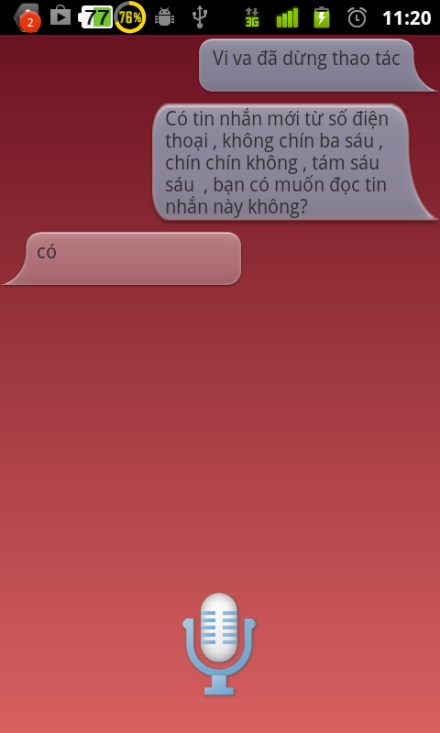 2
77
76%
3G
11:20
Vi va đã dừng thao tác
Có tin nhắn mới từ số điện
thoại , không chín ba sáu ,
chín chín không , tám sáu
sáu , bạn có muốn đọc tin
nhắn này không?
có